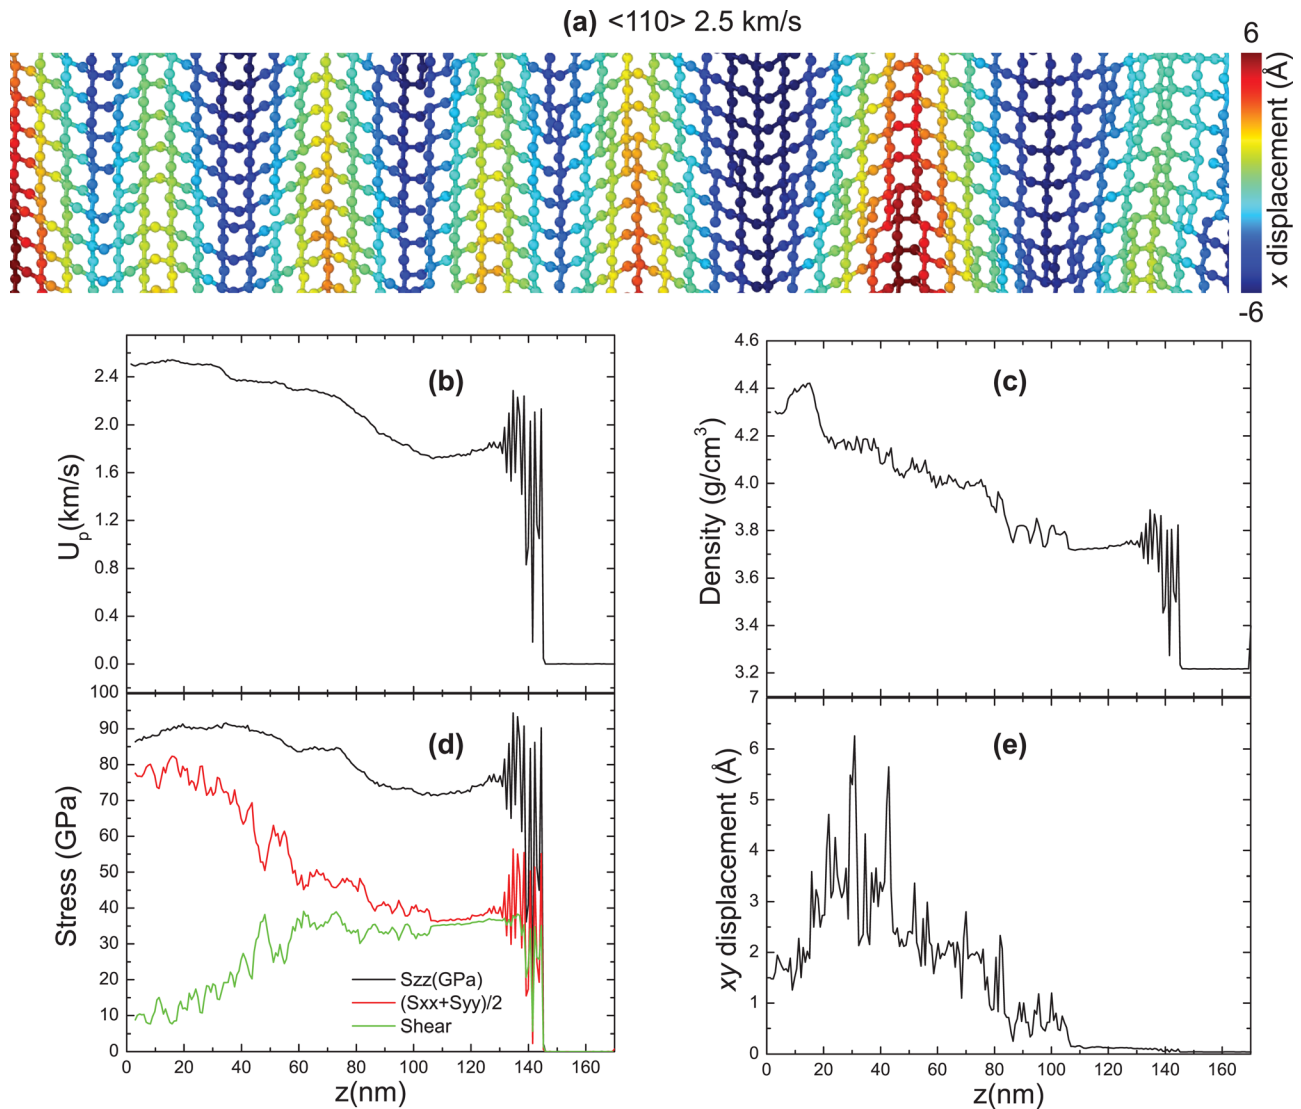 (a) <110> 2.5 km/s
6
x displacement (Å)
-6
(b)
U_p(km/s)
2.4
2.0
1.6
1.2
0.8
0.4
0.0
(c)
Density (g/cm³)
4.6
4.4
4.2
4.0
3.8
3.6
3.4
3.2
(d)
Stress (GPa)
100
90
80
70
60
50
40
30
20
10
0
Szz(GPa)
(Sxx+Syy)/2
Shear
0 20 40 60 80 100 120 140 160
z(nm)
(e)
xy displacement (Å)
7
6
5
4
3
2
1
0
0 20 40 60 80 100 120 140 160
z(nm)